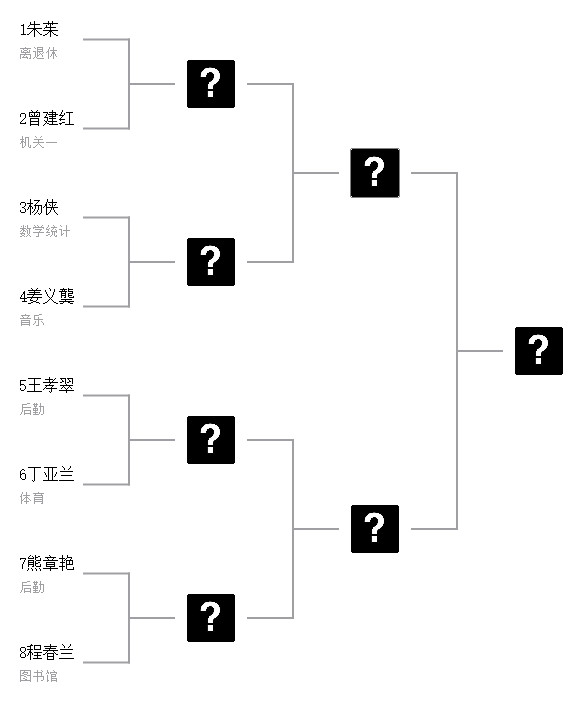 1朱茱
离退休
?
2曾建红
机关一
?
3杨侠
数学统计
?
4姜义龚
音乐
?
5王孝翠
后勤
?
6丁亚兰
体育
?
7熊章艳
后勤
?
8程春兰
图书馆